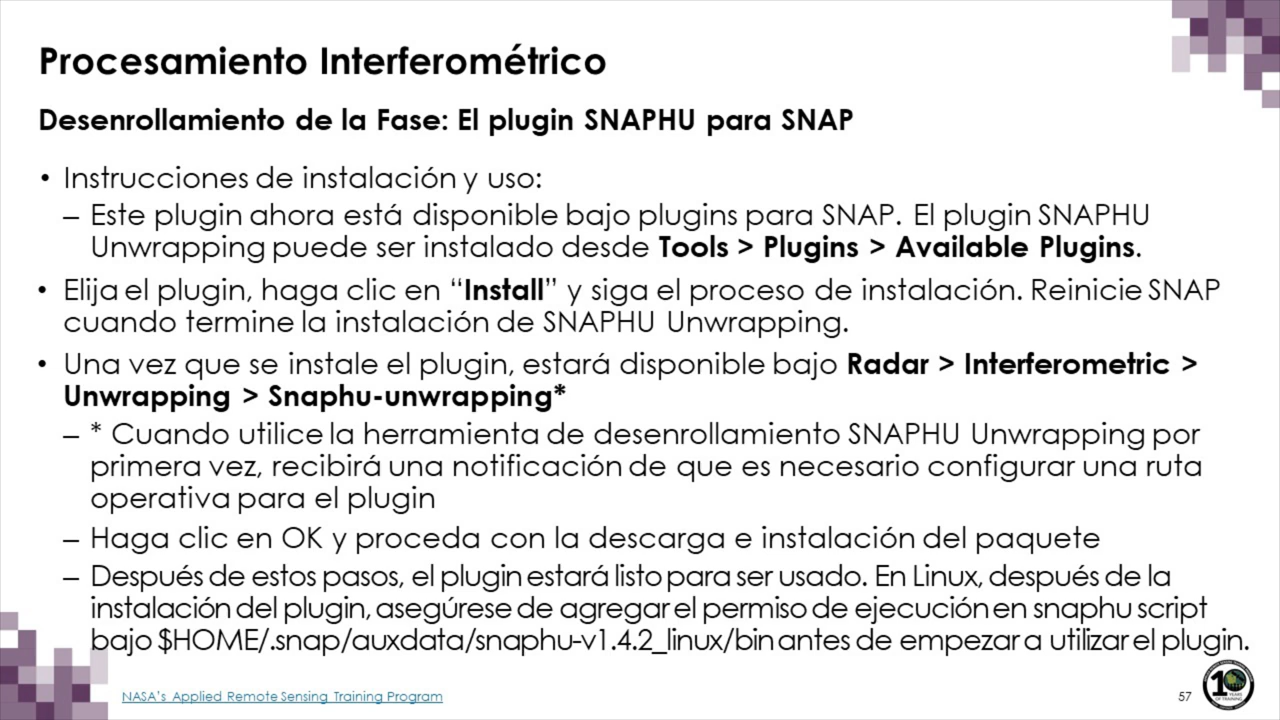 Procesamiento Interferométrico
Desenrollamiento de la Fase: El plugin SNAPHU para SNAP
• Instrucciones de instalación y uso:
– Este plugin ahora está disponible bajo plugins para SNAP. El plugin SNAPHU
Unwrapping puede ser instalado desde Tools > Plugins > Available Plugins.
• Elija el plugin, haga clic en “Install” y siga el proceso de instalación. Reinicie SNAP
cuando termine la instalación de SNAPHU Unwrapping.
• Una vez que se instale el plugin, estará disponible bajo Radar > Interferometric >
Unwrapping > Snaphu-unwrapping*
– * Cuando utilice la herramienta de desenrollamiento SNAPHU Unwrapping por
primera vez, recibirá una notificación de que es necesario configurar una ruta
operativa para el plugin
– Haga clic en OK y proceda con la descarga e instalación del paquete
– Después de estos pasos, el plugin estará listo para ser usado. En Linux, después de la
instalación del plugin, asegúrese de agregar el permiso de ejecución en snaphu script
bajo $HOME/.snap/auxdata/snaphu-v1.4.2_linux/bin antes de empezar a utilizar el plugin.
NASA's Applied Remote Sensing Training Program
57
10
YEARS
OF TRAINING